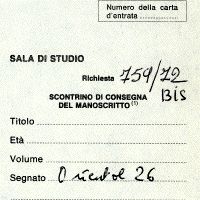 Numero della carta
d'entrata
SALA DI STUDIO
Richiesta 759/72
Bis
SCONTRINO DI CONSEGNA
DEL MANOSCRITTO (1)
Titolo
Età
Volume
Segnato Oriental 26